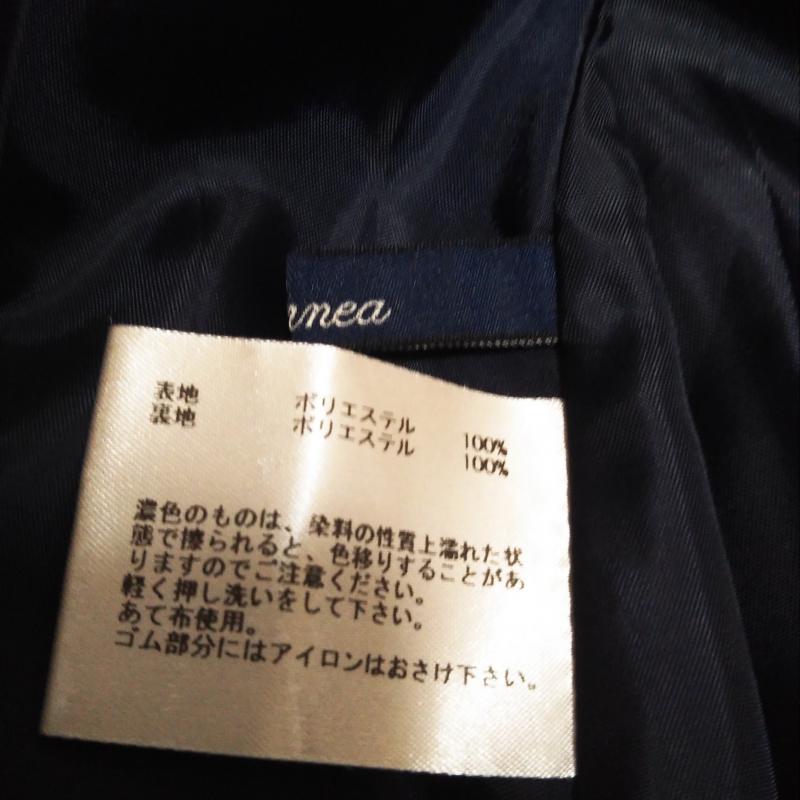 nea
表地 ポリエステル 100%
裏地 ポリエステル 100%
濃色のものは、染料の性質上濡れた状
態で擦られると、色移りすることがあ
りますのでご注意ください。
軽く押し洗いをして下さい。
あて布使用。
ゴム部分にはアイロンはおさけ下さい。